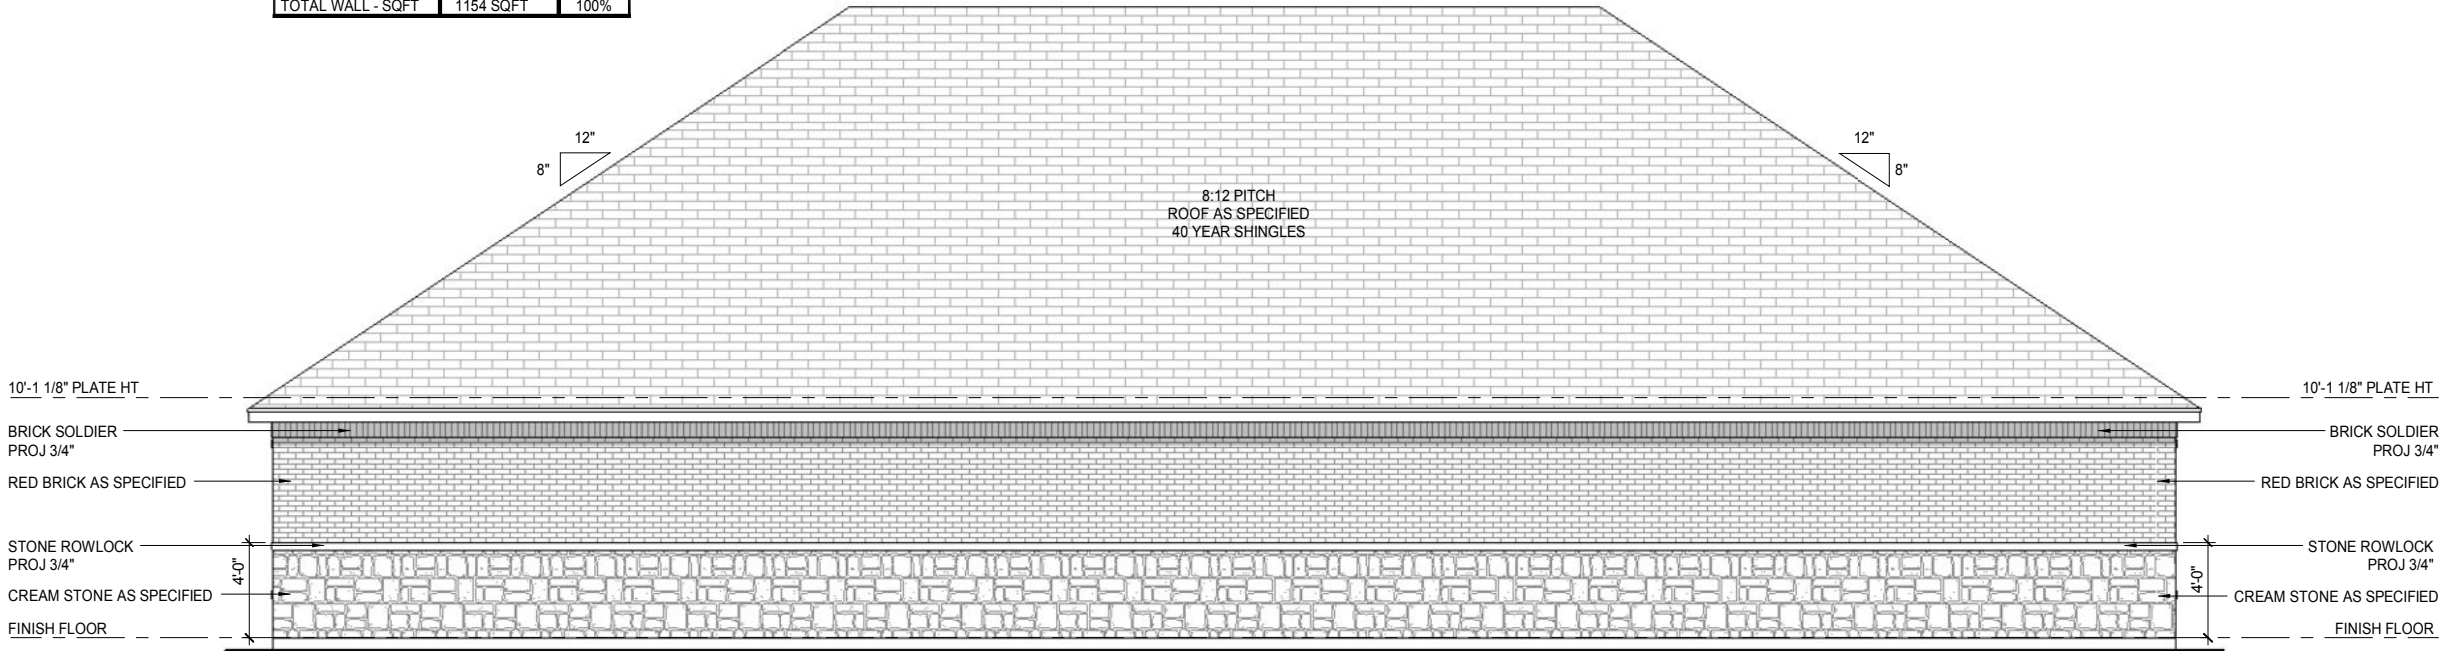 TOTAL WALL - SQFT 1154 SQFT 100%
12"
8"
12"
8"
8:12 PITCH
ROOF AS SPECIFIED
40 YEAR SHINGLES
10'-1 1/8" PLATE HT
10'-1 1/8" PLATE HT
BRICK SOLDIER
PROJ 3/4"
RED BRICK AS SPECIFIED
STONE ROWLOCK
PROJ 3/4"
4'-0"
CREAM STONE AS SPECIFIED
FINISH FLOOR
BRICK SOLDIER
PROJ 3/4"
RED BRICK AS SPECIFIED
STONE ROWLOCK
PROJ 3/4"
4'-0"
CREAM STONE AS SPECIFIED
FINISH FLOOR